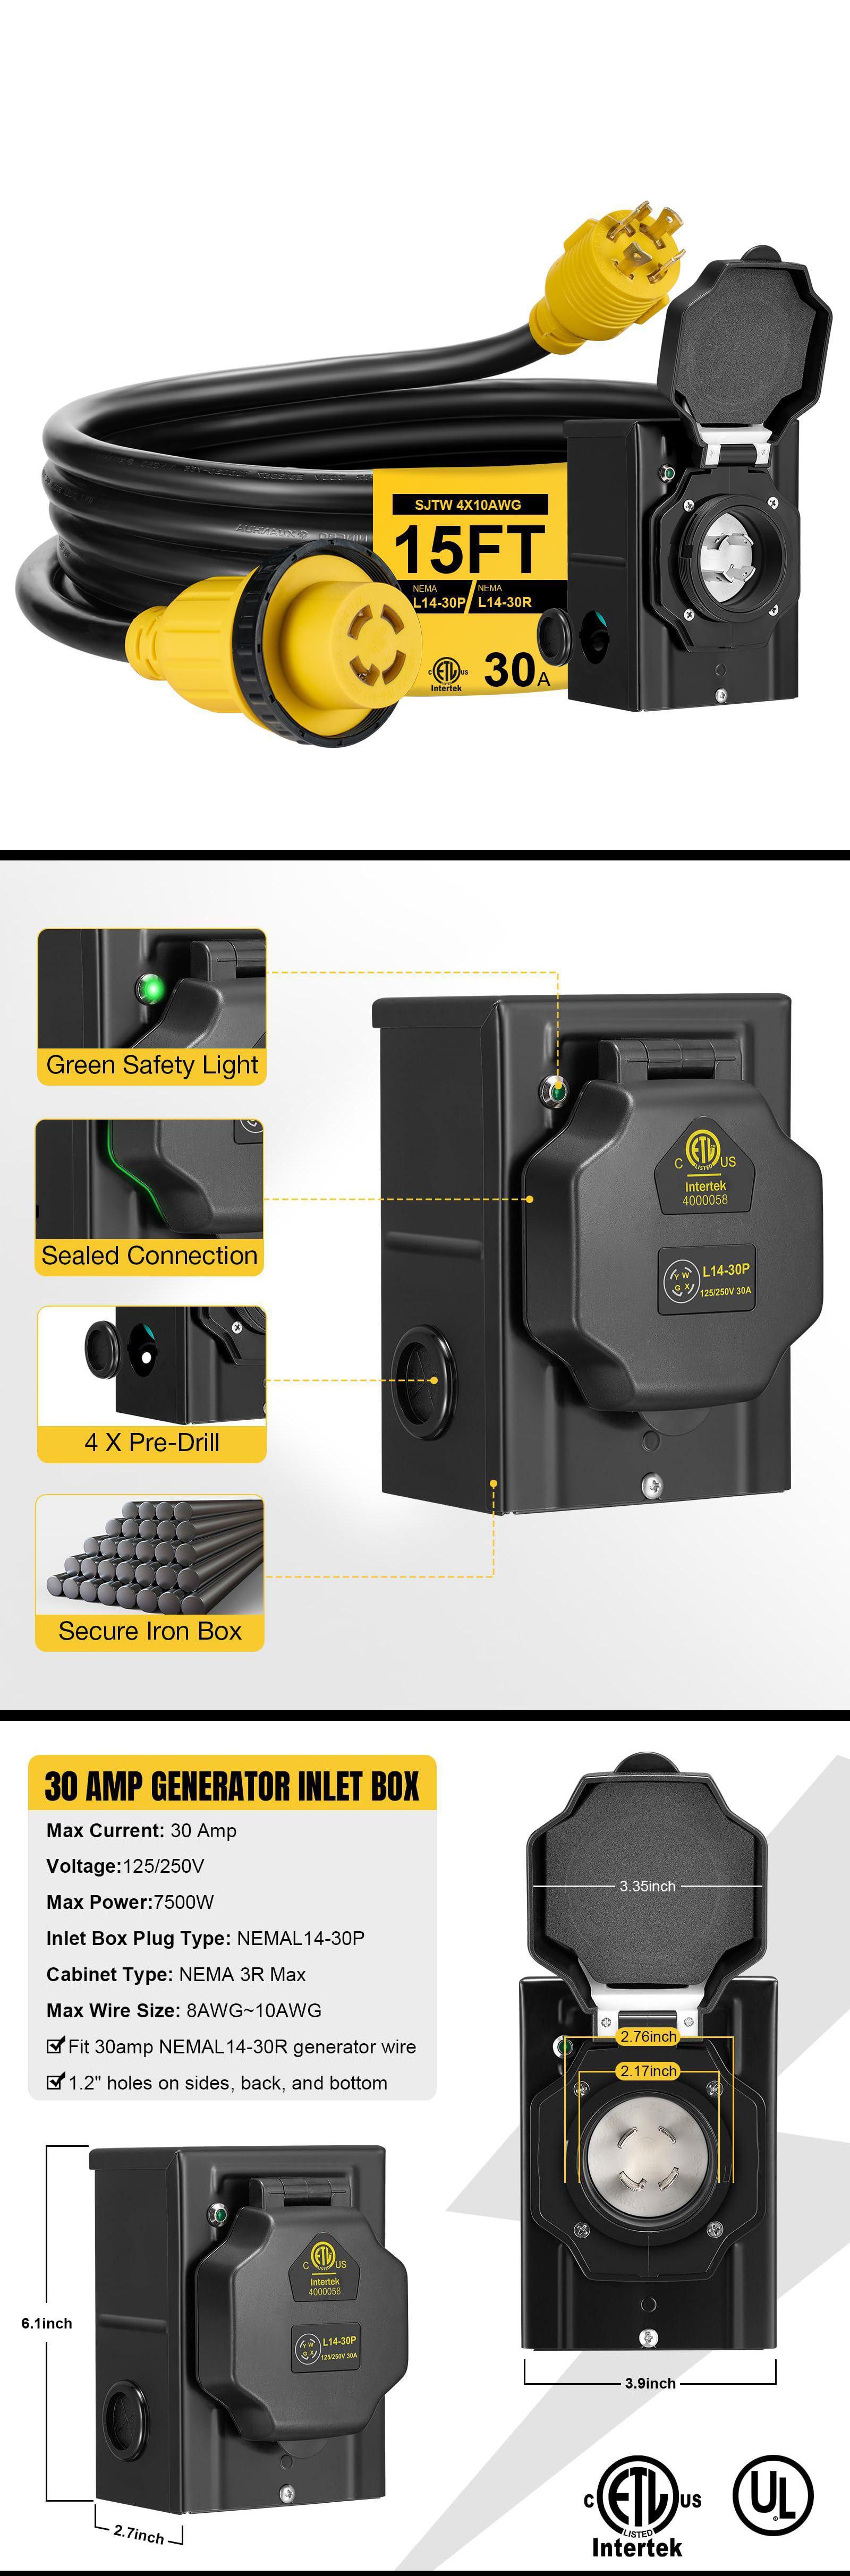 SJTW 4X10AWG
15FT
NEMA
L14-30P
NEMA
L14-30R
C ETL US
Intertek
30A
Green Safety Light
Sealed Connection
4 X Pre-Drill
Secure Iron Box
C ETL US
LISTED
Intertek
4000058
Y W
G X
L14-30P
125/250V 30A
30 AMP GENERATOR INLET BOX
Max Current: 30 Amp
Voltage:125/250V
Max Power:7500W
Inlet Box Plug Type: NEMAL14-30P
Cabinet Type: NEMA 3R Max
Max Wire Size: 8AWG~10AWG
Fit 30amp NEMAL14-30R generator wire
1.2" holes on sides, back, and bottom
3.35inch
2.76inch
2.17inch
3.9inch
6.1inch
2.7inch
C ETL US
Intertek
4000058
Y W
G X
L14-30P
125/250V 30A
C ETL US
LISTED
Intertek
UL